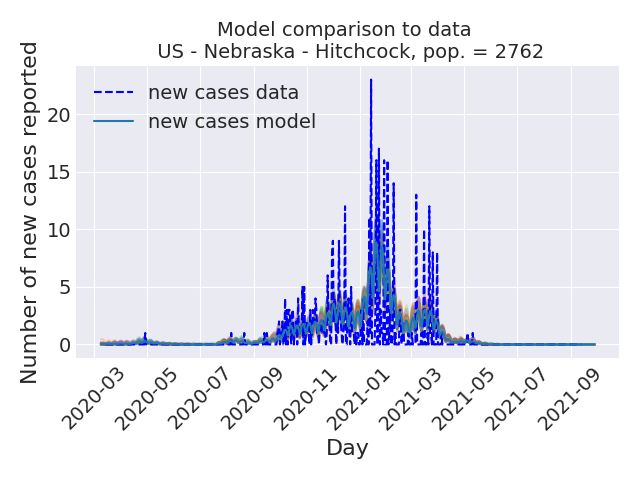 Model comparison to data
US - Nebraska - Hitchcock, pop. = 2762
new cases data
new cases model
Number of new cases reported
20
15
10
5
0
2020-03
2020-05
2020-07
2020-09
2020-11
2021-01
2021-03
2021-05
2021-07
2021-09
Day